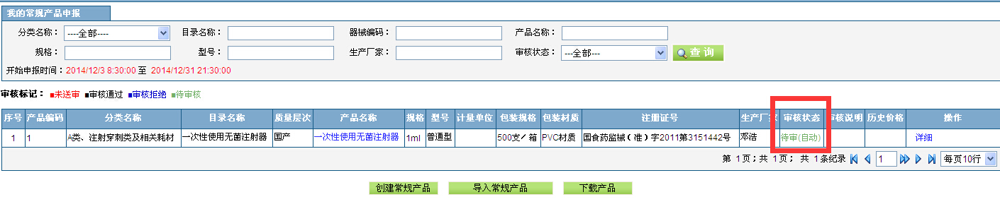 我的常规产品申报
分类名称： ----全部---- 目录名称： 器械编码： 产品名称：
规格： 型号： 生产厂家： 审核状态： ---全部--- 查 询
开始申报时间：2014/12/3 8:30:00 至 2014/12/31 21:30:00
审核标记： ■未送审 ■审核通过 ■审核拒绝 ■待审核
序号 产品编码 分类名称 目录名称 质量层次 产品名称 规格 型号 计量单位 包装规格 包装材质 注册证号 生产厂家 审核状态 审核说明 历史价格 操作
1 1 A类、注射穿刺类及相关耗材 一次性使用无菌注射器 国产 一次性使用无菌注射器 1ml 普通型 500支／箱 PVC材质 国食药监械（准）字2011第3151442号 邓浩 待审(自动) 详细
第 1页；共 1页； 共 1条纪录 1 每页10行
创建常规产品 导入常规产品 下载产品